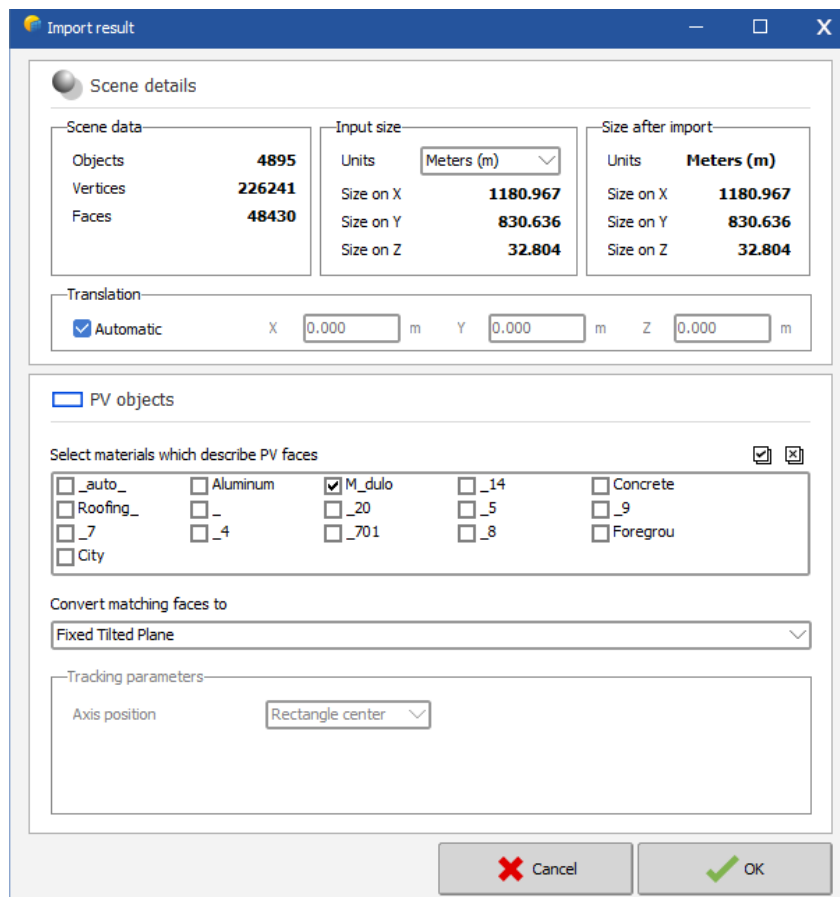 Import result
Scene details
Scene data
Objects 4895
Vertices 226241
Faces 48430
Input size
Units Meters (m)
Size on X 1180.967
Size on Y 830.636
Size on Z 32.804
Size after import
Units Meters (m)
Size on X 1180.967
Size on Y 830.636
Size on Z 32.804
Translation
Automatic X 0.000 m Y 0.000 m Z 0.000 m
PV objects
Select materials which describe PV faces
_auto_ Aluminum M_dulo _14 Concrete
Roofing_ _ _20 _5 _9
_7 _4 _701 _8 Foregrou
City
Convert matching faces to
Fixed Tilted Plane
Tracking parameters
Axis position Rectangle center
Cancel OK